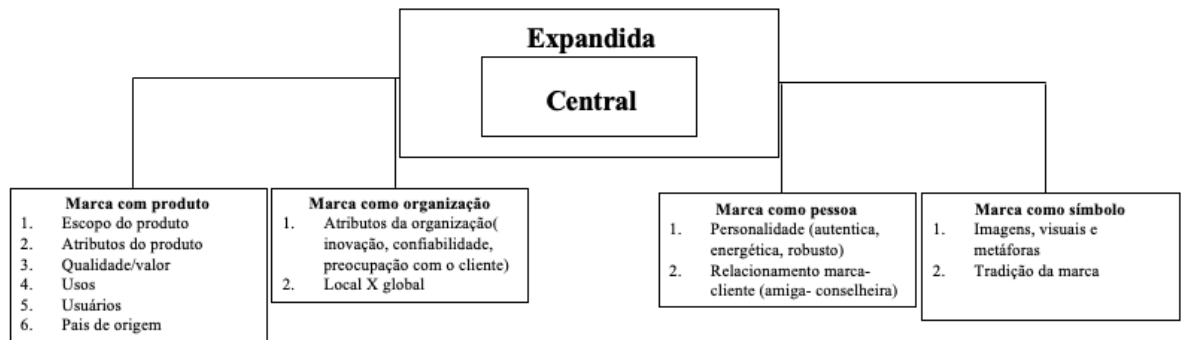 Expandida
Central
Marca com produto
1. Escopo do produto
2. Atributos do produto
3. Qualidade/valor
4. Usos
5. Usuários
6. Pais de origem
Marca como organização
1. Atributos da organização(
inovação, confiabilidade,
preocupação com o cliente)
2. Local X global
Marca como pessoa
1. Personalidade (autentica,
energética, robusto)
2. Relacionamento marca-
cliente (amiga- conselheira)
Marca como símbolo
1. Imagens, visuais e
metáforas
2. Tradição da marca